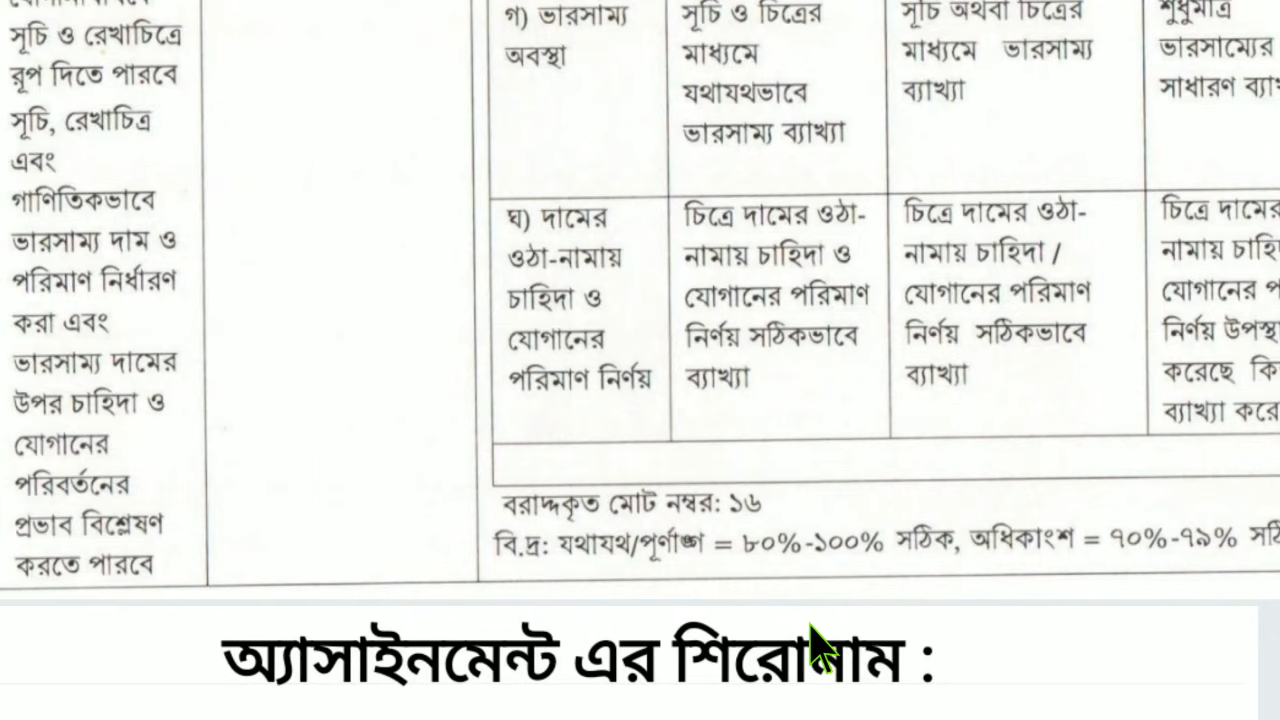 সূচি ও রেখাচিত্রে
রূপ দিতে পারবে
সূচি, রেখাচিত্র
এবং
গাণিতিকভাবে
ভারসাম্য দাম ও
পরিমাণ নির্ধারণ
করা এবং
ভারসাম্য দামের
উপর চাহিদা ও
যোগানের
পরিবর্তনের
প্রভাব বিশ্লেষণ
করতে পারবে
গ) ভারসাম্য
অবস্থা
সূচি ও চিত্রের
মাধ্যমে
যথাযথভাবে
ভারসাম্য ব্যাখ্যা
সূচি অথবা চিত্রের
মাধ্যমে ভারসাম্য
ব্যাখ্যা
শুধুমাত্র
ভারসাম্যের
সাধারণ
ঘ) দামের
ওঠা-নামায়
চাহিদা ও
যোগানের
পরিমাণ নির্ণয়
চিত্রে দামের ওঠা-
নামায় চাহিদা ও
যোগানের পরিমাণ
নির্ণয় সঠিকভাবে
ব্যাখ্যা
চিত্রে দামের ওঠা-
নামায় চাহিদা /
যোগানের পরিমাণ
নির্ণয় সঠিকভাবে
ব্যাখ্যা
চিত্রে দামের
নামায়
যোগানের
নির্ণয়
করেছে
ব্যাখ্যা
বরাদ্দকৃত মোট নম্বর: ১৬
বি.দ্র: যথাযথ/পূর্ণাঙ্গ = ৮০%-১০০% সঠিক, অধিকাংশ = ৭০%-৭৯%
অ্যাসাইনমেন্ট এর শিরোনাম :